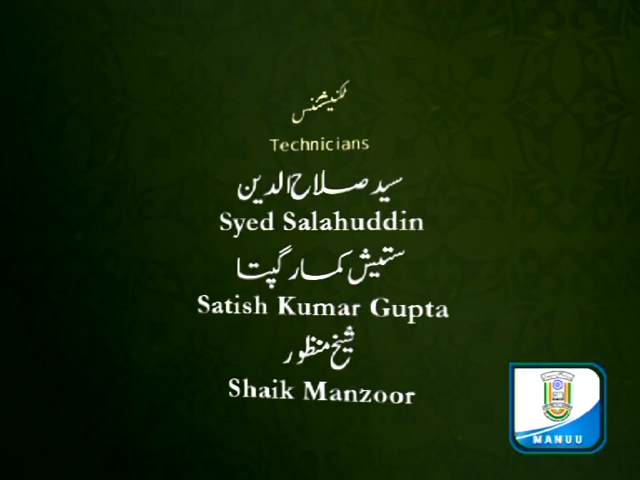 ٹکنیشنس
Technicians
سید صلاح الدین
Syed Salahuddin
ستیش کمار گپتا
Satish Kumar Gupta
شیخ منظور
Shaik Manzoor
MANUU